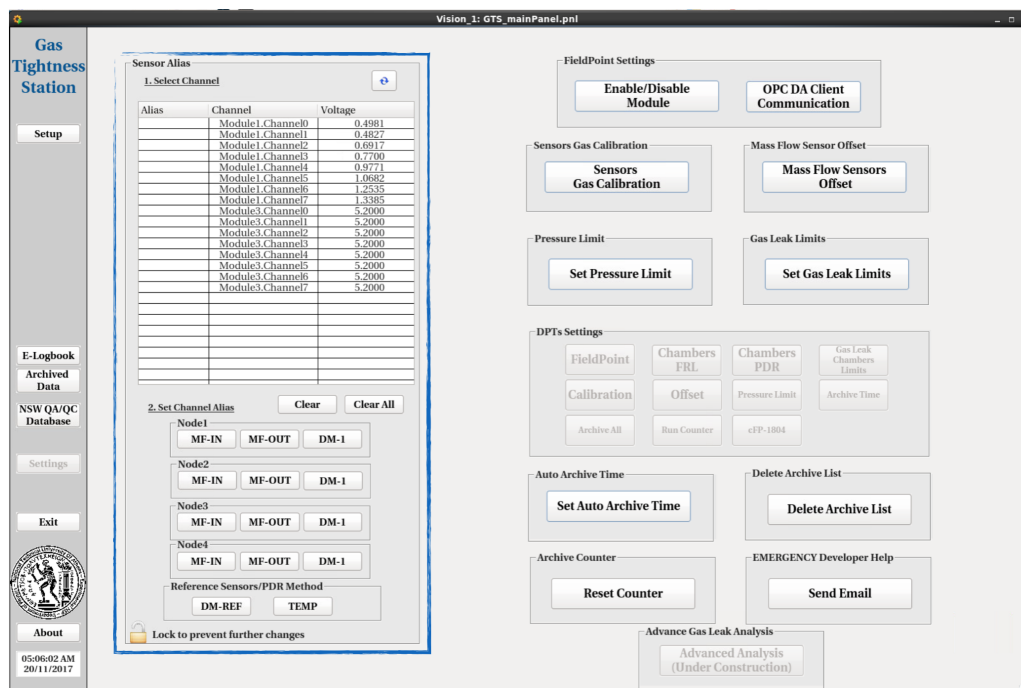 Vision_1: GTS_mainPanel.pnl
Gas
Tightness
Station
Setup
E-Logbook
Archived
Data
NSW QA/QC
Database
Settings
Exit
About
05:06:02 AM
20/11/2017
Sensor Alias
1. Select Channel
Alias Channel Voltage
Module1.Channel0 0.4981
Module1.Channel1 0.4827
Module1.Channel2 0.6917
Module1.Channel3 0.7700
Module1.Channel4 0.9771
Module1.Channel5 1.0682
Module1.Channel6 1.2535
Module1.Channel7 1.3385
Module3.Channel0 5.2000
Module3.Channel1 5.2000
Module3.Channel2 5.2000
Module3.Channel3 5.2000
Module3.Channel4 5.2000
Module3.Channel5 5.2000
Module3.Channel6 5.2000
Module3.Channel7 5.2000
2. Set Channel Alias Clear Clear All
Node1
MF-IN MF-OUT DM-1
Node2
MF-IN MF-OUT DM-1
Node3
MF-IN MF-OUT DM-1
Node4
MF-IN MF-OUT DM-1
Reference Sensors/PDR Method
DM-REF TEMP
Lock to prevent further changes
FieldPoint Settings
Enable/Disable
Module
OPC DA Client
Communication
Sensors Gas Calibration
Sensors
Gas Calibration
Mass Flow Sensor Offset
Mass Flow Sensors
Offset
Pressure Limit
Set Pressure Limit
Gas Leak Limits
Set Gas Leak Limits
DPTs Settings
FieldPoint
Chambers
FRL
Chambers
PDR
Gas Leak
Chambers
Limits
Calibration Offset Pressure Limit Archive Time
Archive All Run Counter cFP-1804
Auto Archive Time
Set Auto Archive Time
Delete Archive List
Delete Archive List
Archive Counter
Reset Counter
EMERGENCY Developer Help
Send Email
Advance Gas Leak Analysis
Advanced Analysis
(Under Construction)